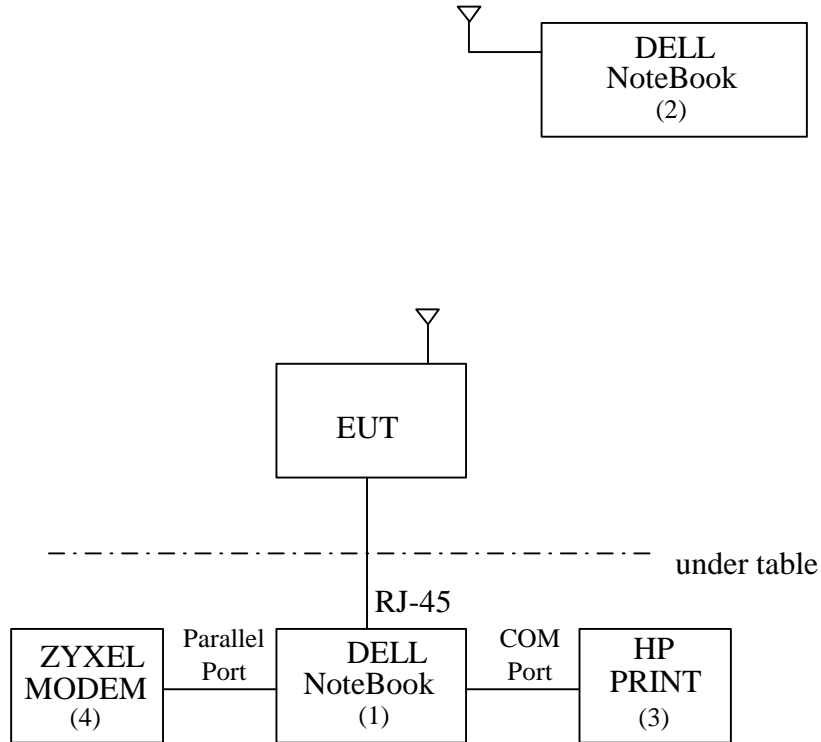 DELL
NoteBook
(2)
EUT
under table
RJ-45
ZYXEL
MODEM
(4)
Parallel
Port
DELL
NoteBook
(1)
COM
Port
HP
PRINT
(3)